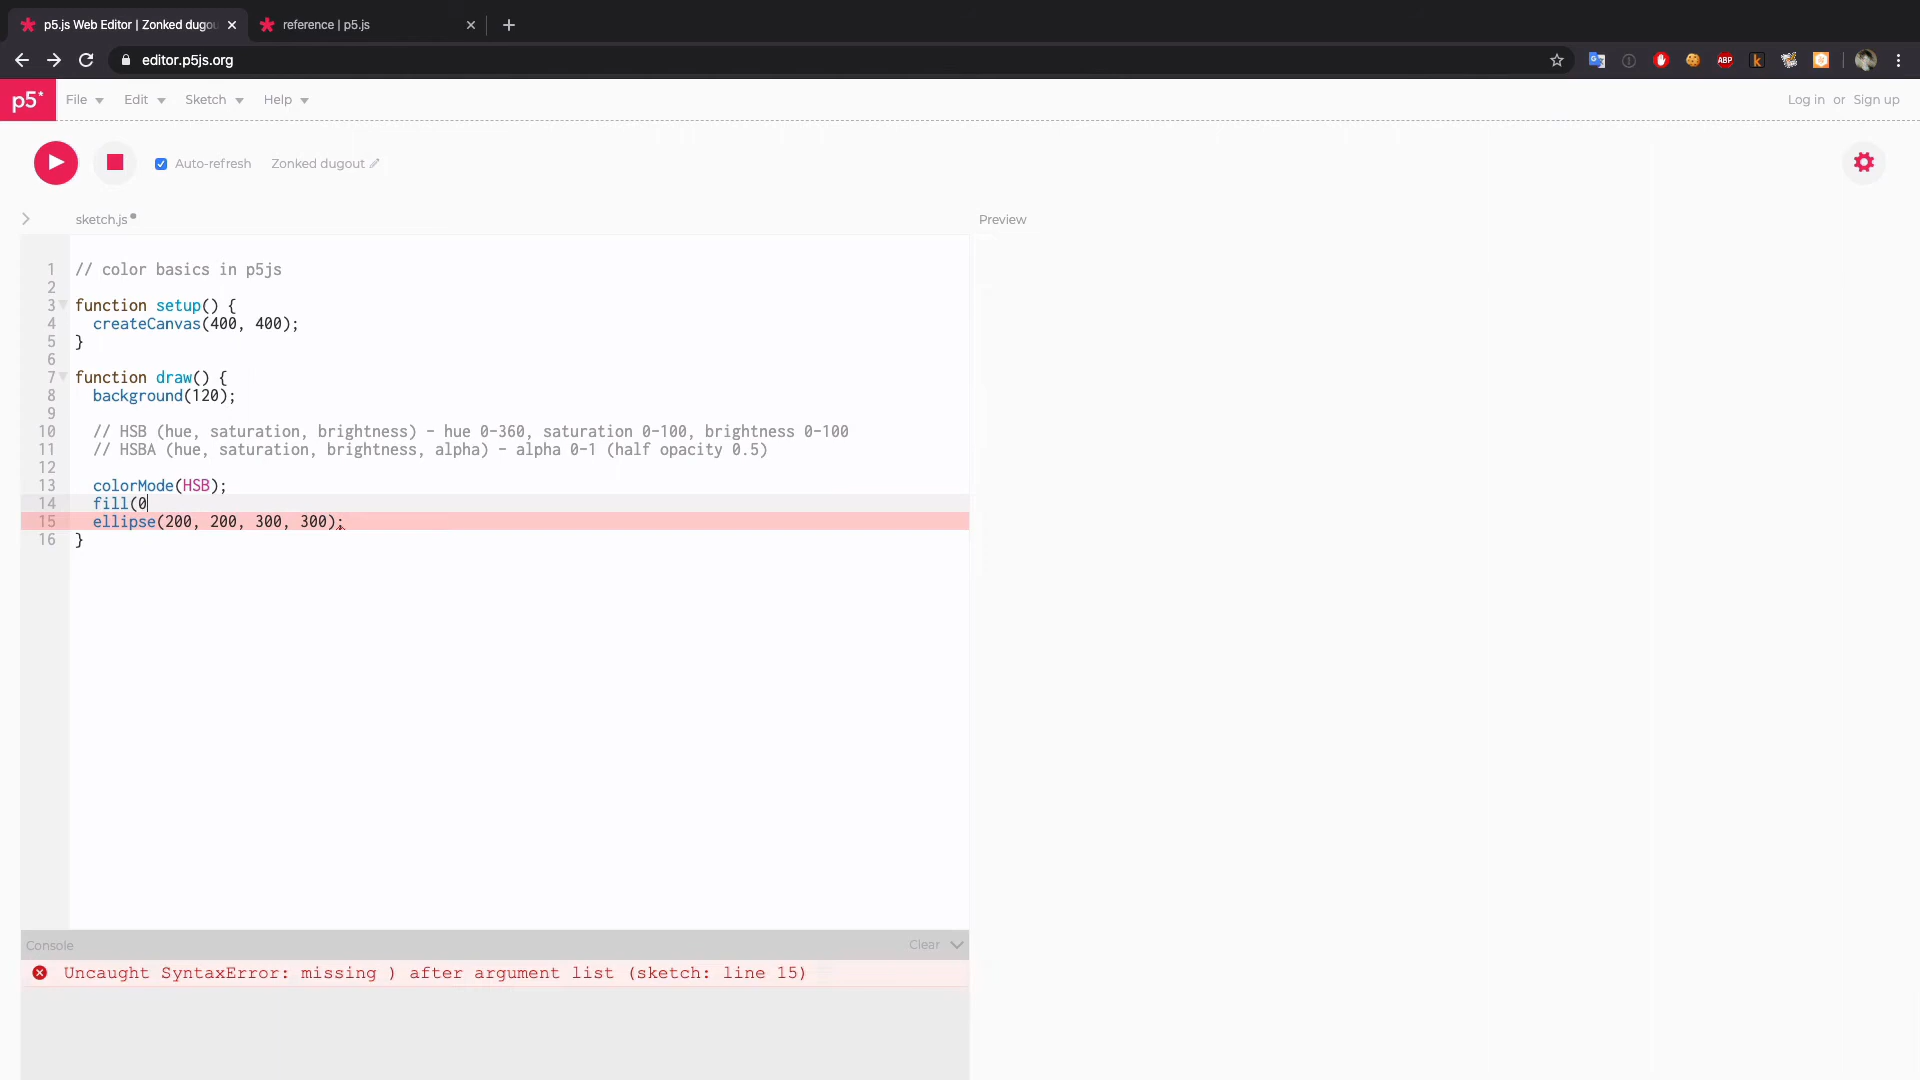 p5.js Web Editor | Zonked dugou
reference | p5.js
editor.p5js.org
ABP
k
p5*
File
Edit
Sketch
Help
Log in or Sign up
Auto-refresh
Zonked dugout
sketch.js
Preview
1 // color basics in p5js
2
3 function setup() {
4 createCanvas(400, 400);
5 }
6
7 function draw() {
8 background(120);
9
10 // HSB (hue, saturation, brightness) - hue 0-360, saturation 0-100, brightness 0-100
11 // HSBA (hue, saturation, brightness, alpha) - alpha 0-1 (half opacity 0.5)
12
13 colorMode(HSB);
14 fill(0
15 ellipse(200, 200, 300, 300);
16 }
Console
Clear
Uncaught SyntaxError: missing ) after argument list (sketch: line 15)